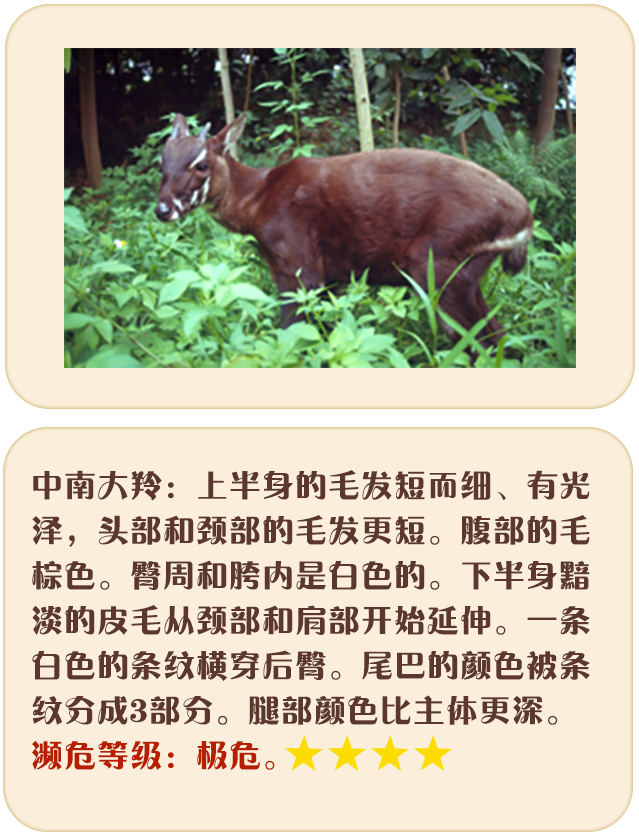 中南大羚：上半身的毛发短而细、有光
泽，头部和颈部的毛发更短。腹部的毛
棕色。臀周和胯内是白色的。下半身黯
淡的皮毛从颈部和肩部开始延伸。一条
白色的条纹横穿后臀。尾巴的颜色被条
纹分成3部分。腿部颜色比主体更深。
濒危等级：极危。★★★★